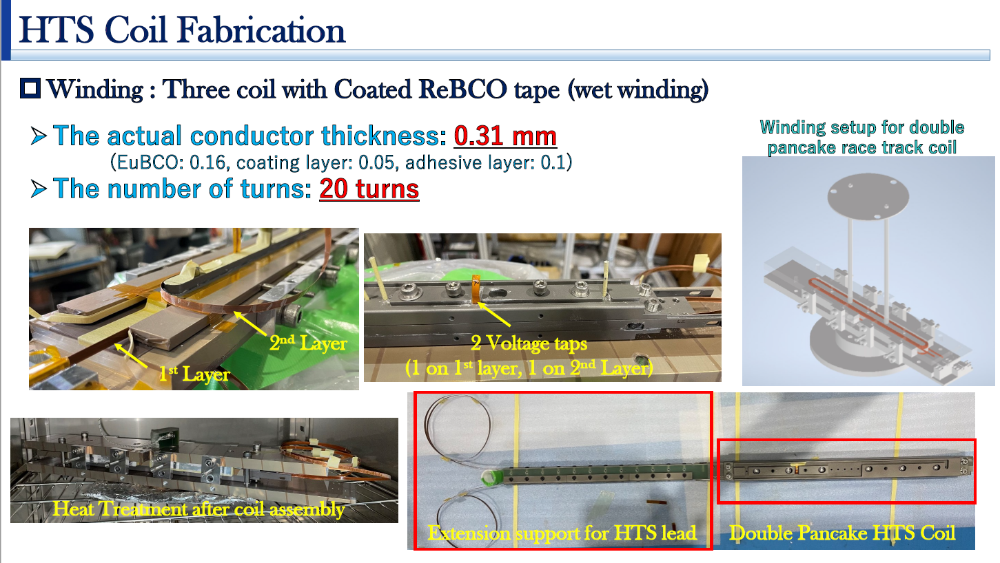 HTS Coil Fabrication
Winding : Three coil with Coated ReBCO tape (wet winding)
The actual conductor thickness: 0.31 mm
(EuBCO: 0.16, coating layer: 0.05, adhesive layer: 0.1)
The number of turns: 20 turns
Winding setup for double
pancake race track coil
2nd Layer
1st Layer
2 Voltage taps
(1 on 1st layer, 1 on 2nd Layer)
Heat Treatment after coil assembly
Extension support for HTS lead
Double Pancake HTS Coil